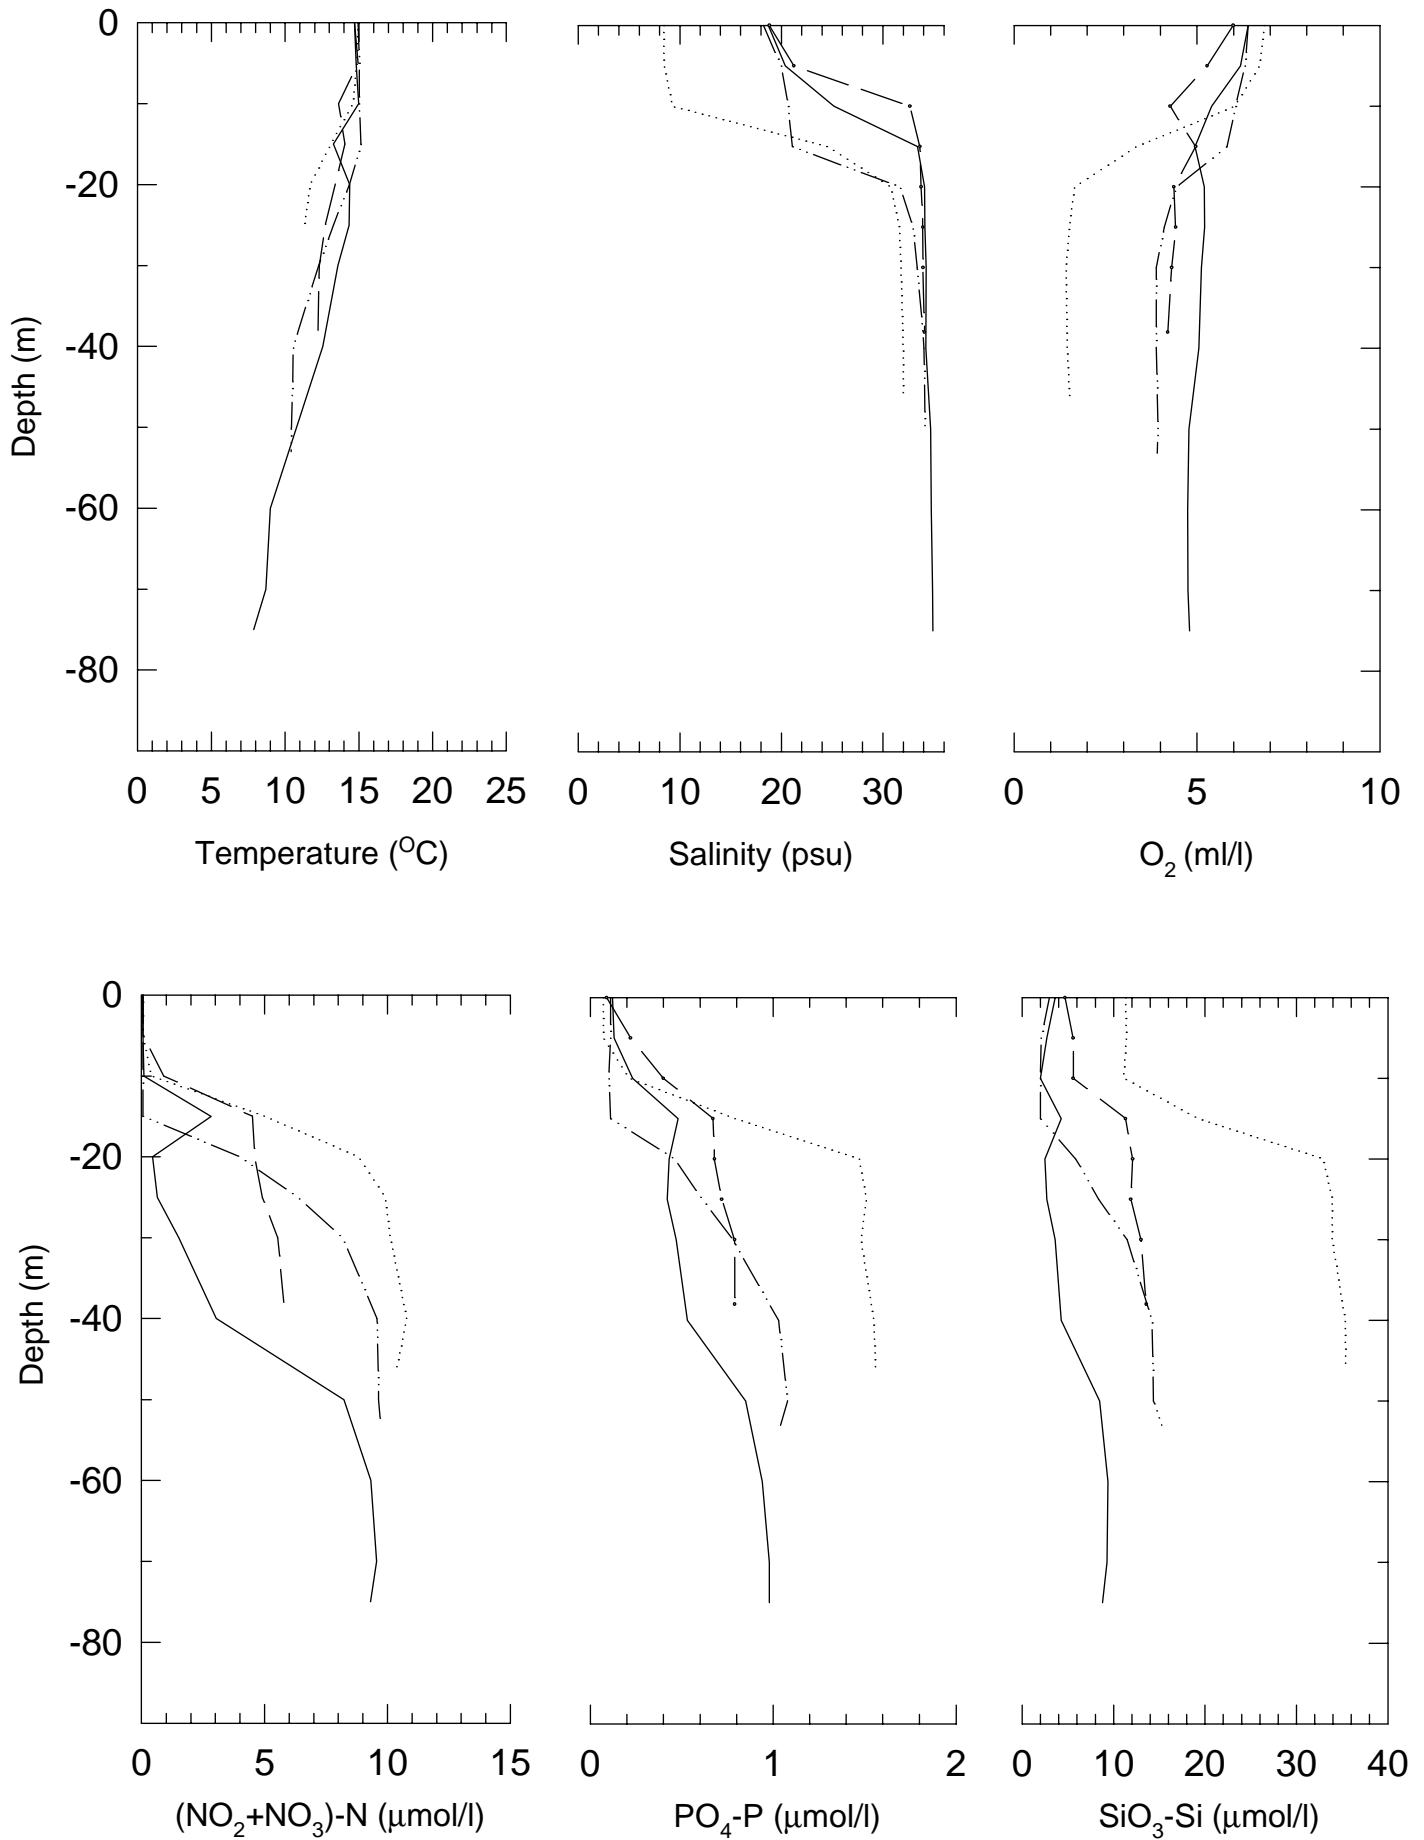 0
-20
-40
-60
-80
Depth (m)
0 5 10 15 20 25
0 10 20 30
0 5 10
Temperature (OC)
Salinity (psu)
O2 (ml/l)
0
-20
-40
-60
-80
Depth (m)
0 5 10 15
0 1 2
0 10 20 30 40
(NO2+NO3)-N (μmol/l)
PO4-P (μmol/l)
SiO3-Si (μmol/l)